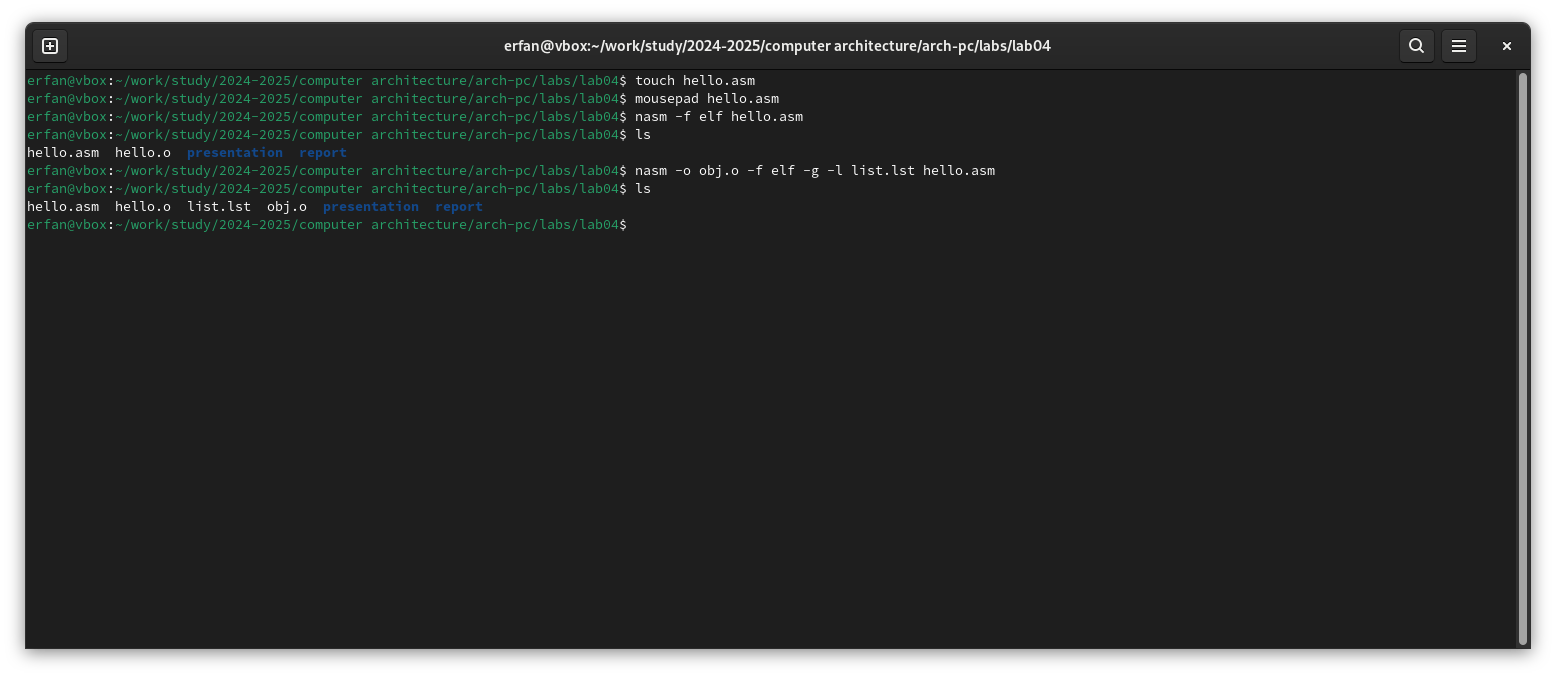 erfan@vbox:~/work/study/2024-2025/computer architecture/arch-pc/labs/lab04
erfan@vbox:~/work/study/2024-2025/computer architecture/arch-pc/labs/lab04$ touch hello.asm
erfan@vbox:~/work/study/2024-2025/computer architecture/arch-pc/labs/lab04$ mousepad hello.asm
erfan@vbox:~/work/study/2024-2025/computer architecture/arch-pc/labs/lab04$ nasm -f elf hello.asm
erfan@vbox:~/work/study/2024-2025/computer architecture/arch-pc/labs/lab04$ ls
hello.asm  hello.o  presentation  report
erfan@vbox:~/work/study/2024-2025/computer architecture/arch-pc/labs/lab04$ nasm -o obj.o -f elf -g -l list.lst hello.asm
erfan@vbox:~/work/study/2024-2025/computer architecture/arch-pc/labs/lab04$ ls
hello.asm  hello.o  list.lst  obj.o  presentation  report
erfan@vbox:~/work/study/2024-2025/computer architecture/arch-pc/labs/lab04$